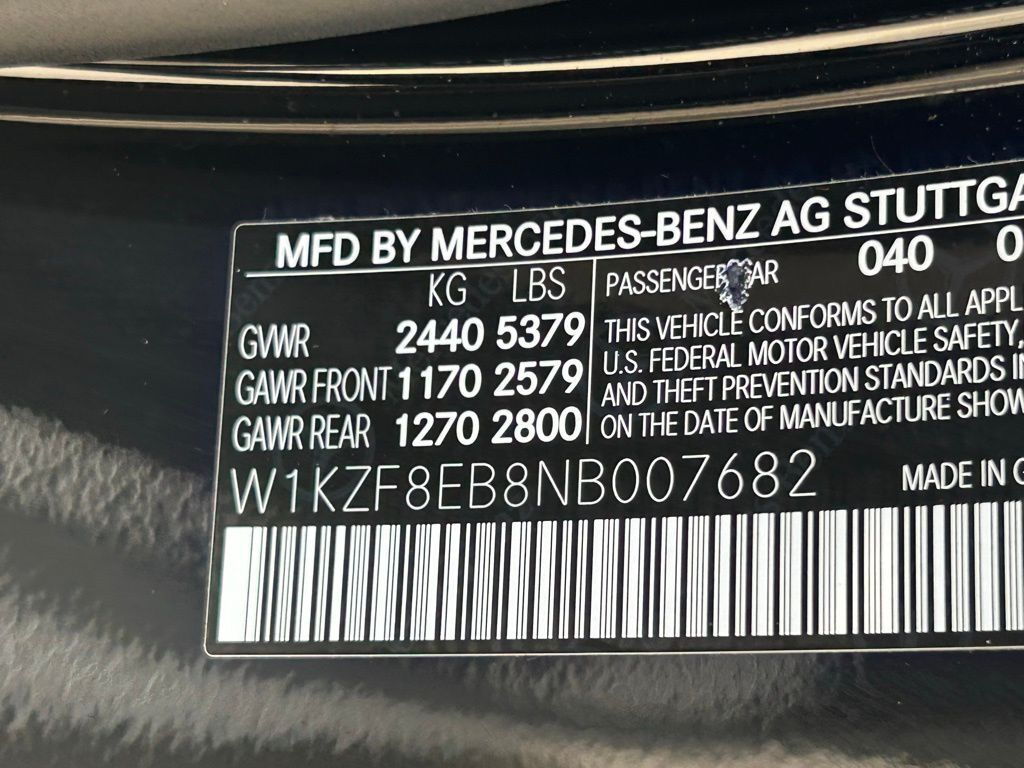 MFD BY MERCEDES-BENZ AG STUTTGA
KG LBS
GVWR 2440 5379
GAWR FRONT 1170 2579
GAWR REAR 1270 2800
PASSENGER CAR 040 0
THIS VEHICLE CONFORMS TO ALL APPL
U.S. FEDERAL MOTOR VEHICLE SAFETY,
AND THEFT PREVENTION STANDARDS IN
ON THE DATE OF MANUFACTURE SHOW
W1KZF8EB8NB007682
MADE IN G